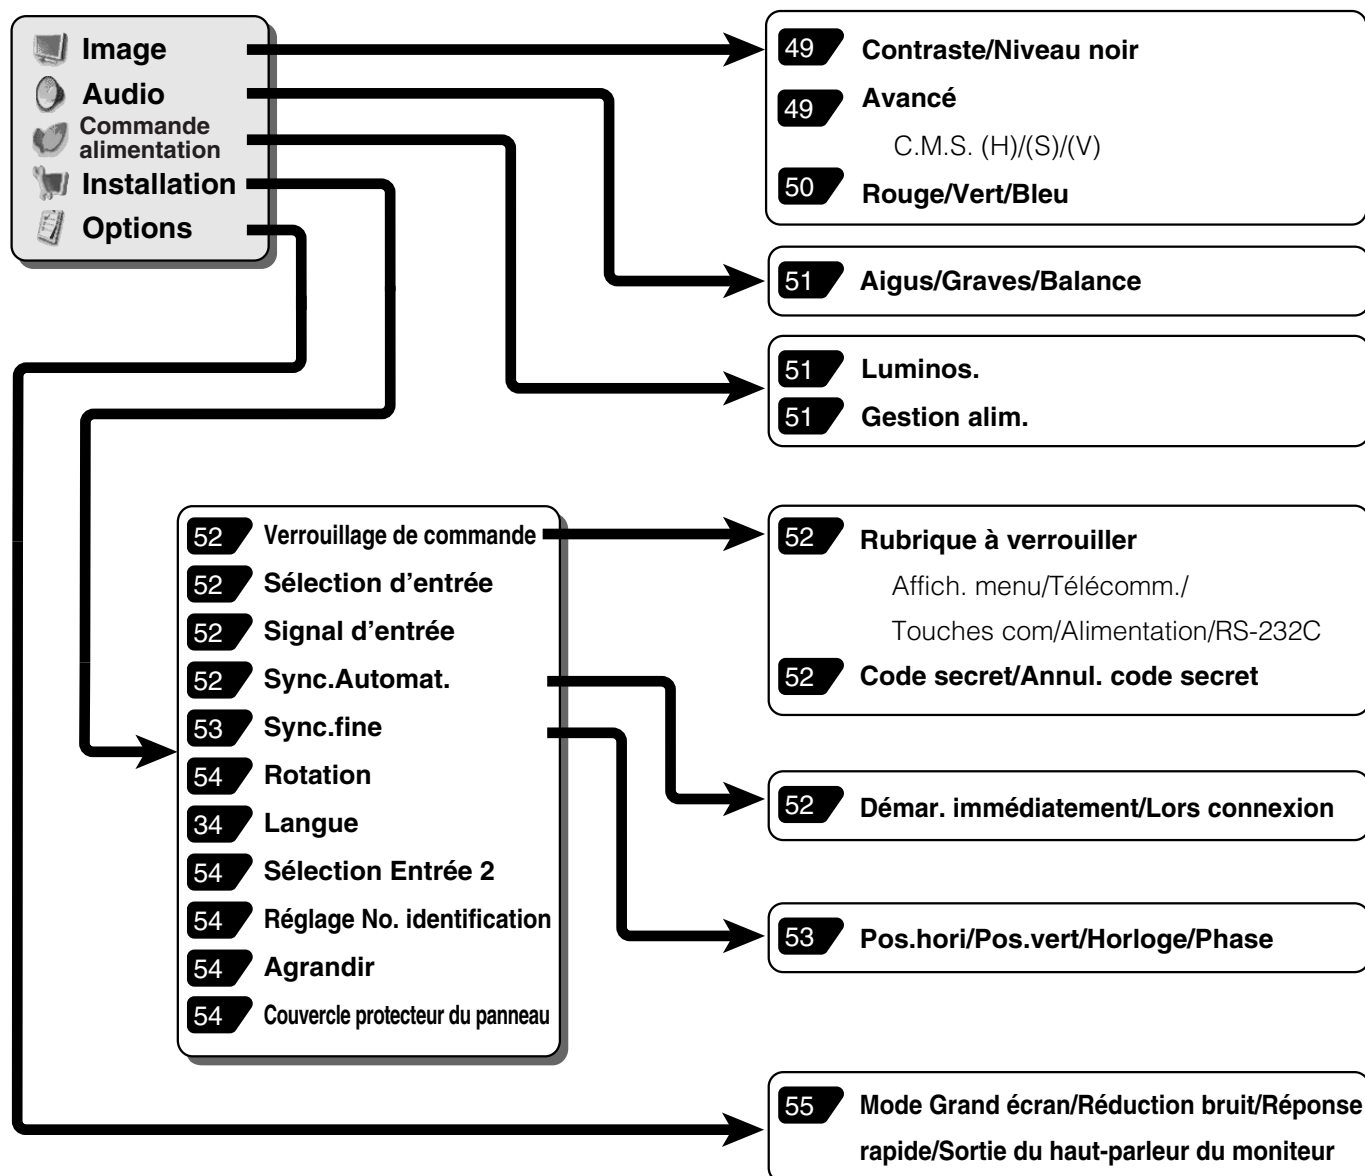 Image
Audio
Commande
alimentation
Installation
Options
49 Contraste/Niveau noir
49 Avancé
C.M.S. (H)/(S)/(V)
50 Rouge/Vert/Bleu
51 Aigus/Graves/Balance
51 Luminos.
51 Gestion alim.
52 Verrouillage de commande
52 Sélection d’entrée
52 Signal d’entrée
52 Sync.Automat.
53 Sync.fine
54 Rotation
34 Langue
54 Sélection Entrée 2
54 Réglage No. identification
54 Agrandir
54 Couvercle protecteur du panneau
52 Rubrique à verrouiller
Affich. menu/Télécomm./
Touches com/Alimentation/RS-232C
52 Code secret/Annul. code secret
52 Démar. immédiatement/Lors connexion
53 Pos.hori/Pos.vert/Horloge/Phase
55 Mode Grand écran/Réduction bruit/Réponse
rapide/Sortie du haut-parleur du moniteur